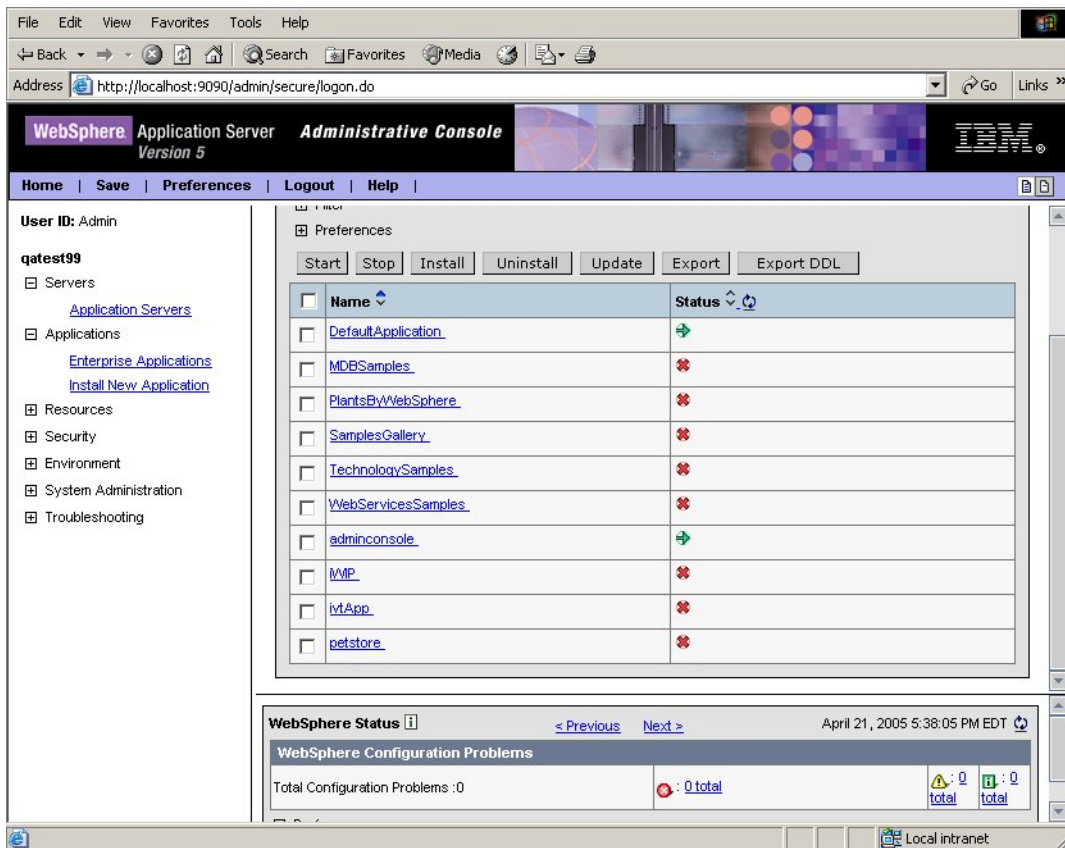 File Edit View Favorites Tools Help
Back Search Favorites Media
Address http://localhost:9090/admin/secure/logon.do Go Links »
WebSphere Application Server Administrative Console
Version 5
IBM®
Home | Save | Preferences | Logout | Help |
User ID: Admin
qatest99
Servers
Application Servers
Applications
Enterprise Applications
Install New Application
Resources
Security
Environment
System Administration
Troubleshooting
Filter
Preferences
Start Stop Install Uninstall Update Export Export DDL
Name Status
DefaultApplication
MDBSamples
PlantsByWebSphere
SamplesGallery
TechnologySamples
WebServicesSamples
adminconsole
ivtApp
petstore
WebSphere Status i < Previous Next > April 21, 2005 5:38:05 PM EDT
WebSphere Configuration Problems
Total Configuration Problems :0 : 0 total : 0 total : 0 total
Local intranet